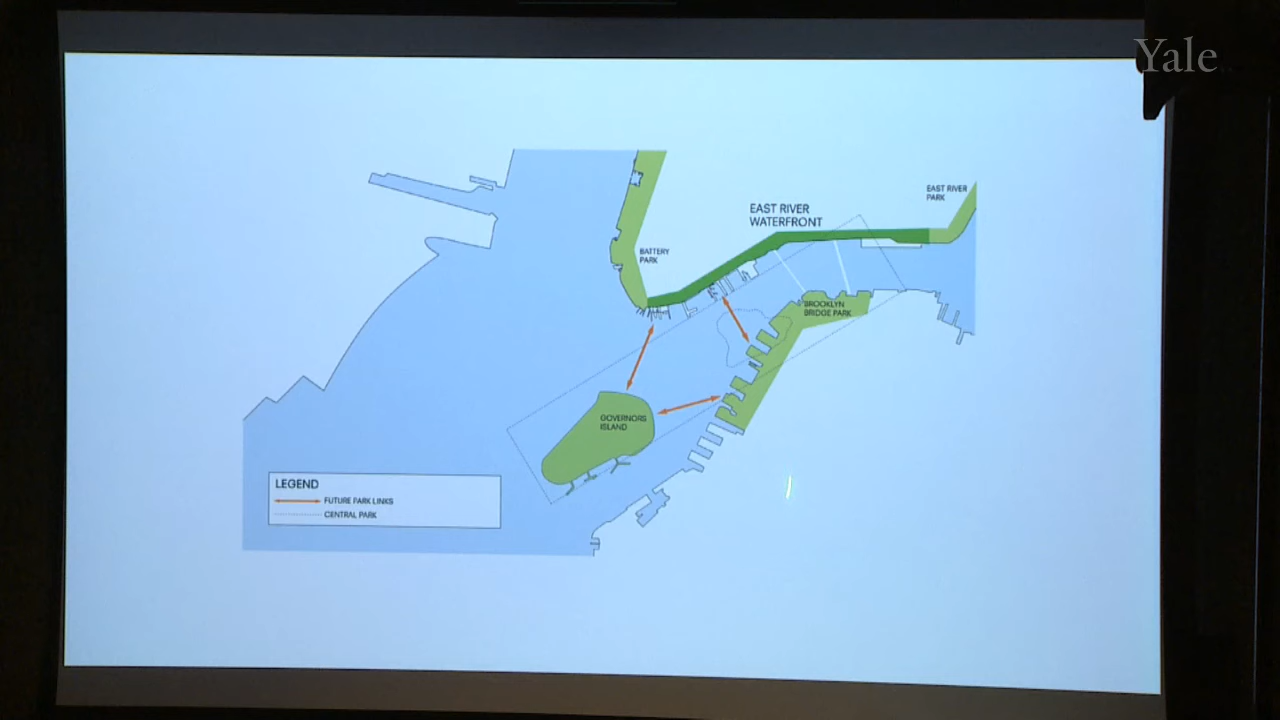 Yale
EAST RIVER
PARK
EAST RIVER
WATERFRONT
BATTERY
PARK
BROOKLYN
BRIDGE PARK
GOVERNORS
ISLAND
LEGEND
FUTURE PARK LINKS
CENTRAL PARK